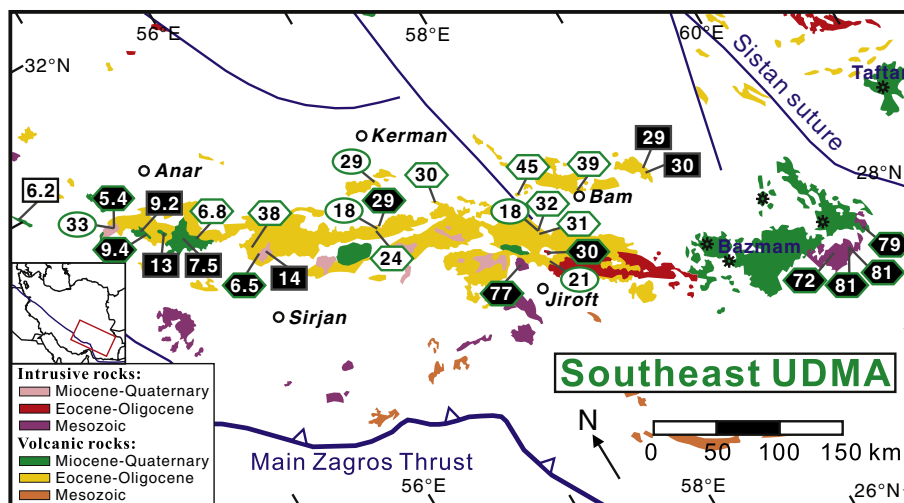 56°E
58°E
60°E
32°N
Sistan suture
Taftan
Kerman
29
30
28°N
Anar
29
30
45
39
Bam
6.2
5.4
9.2
6.8
38
18
29
18
32
31
33
9.4
13
7.5
24
30
Bazmam
79
6.5
14
77
21
72
81
81
Jiroft
Sirjan
Intrusive rocks:
Miocene-Quaternary
Eocene-Oligocene
Mesozoic
Volcanic rocks:
Miocene-Quaternary
Eocene-Oligocene
Mesozoic
Southeast UDMA
N
0 50 100 150 km
Main Zagros Thrust
56°E
58°E
26°N